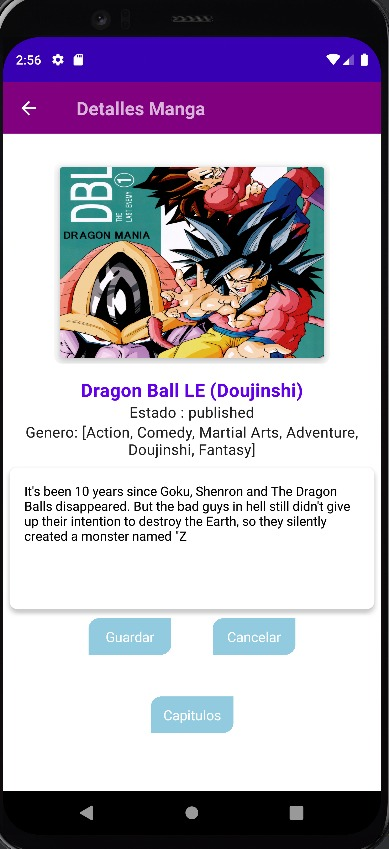 2:56
Detalles Manga
DBL
THE LAST ENEMY
1
DRAGON MANIA
Dragon Ball LE (Doujinshi)
Estado : published
Genero: [Action, Comedy, Martial Arts, Adventure,
Doujinshi, Fantasy]
It's been 10 years since Goku, Shenron and The Dragon
Balls disappeared. But the bad guys in hell still didn't give
up their intention to destroy the Earth, so they silently
created a monster named "Z
Guardar Cancelar
Capitulos